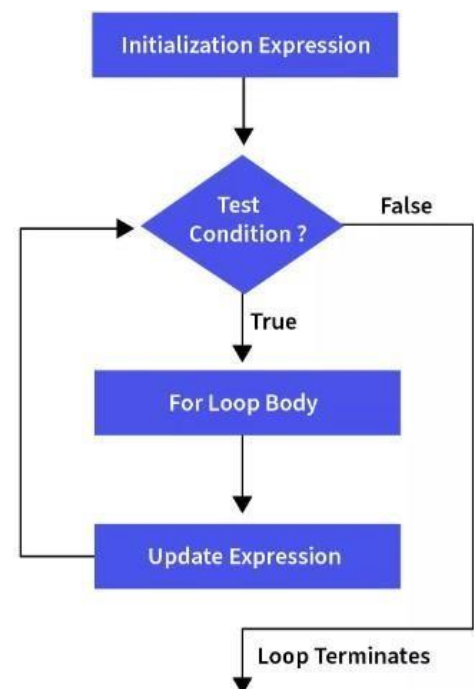 Initialization Expression
Test
Condition ?
False
True
For Loop Body
Update Expression
Loop Terminates